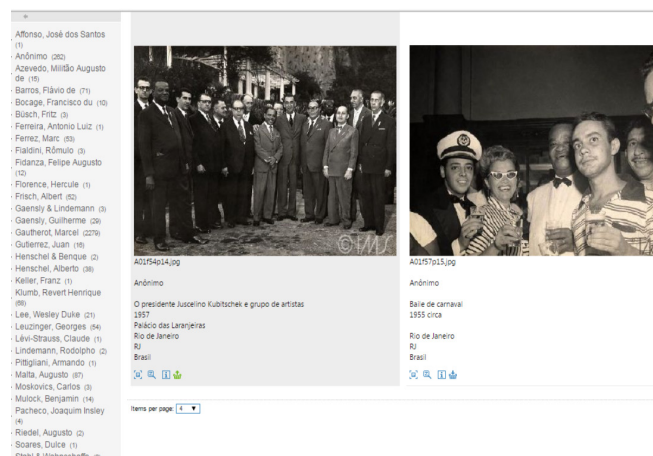 Affonso, José dos Santos
(1)
Anônimo (262)
Azevedo, Militão Augusto
de (15)
Barros, Flávio de (71)
Bocage, Francisco du (10)
Büsch, Fritz (3)
Ferreira, Antonio Luiz (1)
Ferrez, Marc (53)
Fialdini, Rômulo (3)
Fidanza, Felipe Augusto
(12)
Florence, Hercule (1)
Frisch, Albert (52)
Gaensly & Lindemann (3)
Gaensly, Guilherme (29)
Gautherot, Marcel (2279)
Gutierrez, Juan (16)
Henschel & Benque (2)
Henschel, Alberto (38)
Keller, Franz (1)
Klumb, Revert Henrique
(66)
Lee, Wesley Duke (21)
Leuzinger, Georges (54)
Lévi-Strauss, Claude (1)
Lindemann, Rodolpho (2)
Pittigliani, Armando (1)
Malta, Augusto (67)
Moskovics, Carlos (3)
Mulock, Benjamin (14)
Pacheco, Joaquim Insley
(4)
Riedel, Augusto (2)
Soares, Dulce (1)
©IMS
A01f54p14.jpg
Anônimo
O presidente Juscelino Kubitschek e grupo de artistas
1957
Palácio das Laranjeiras
Rio de Janeiro
RJ
Brasil
A01f57p15.jpg
Anônimo
Baile de carnaval
1955 circa
Rio de Janeiro
RJ
Brasil
Items per page: 4